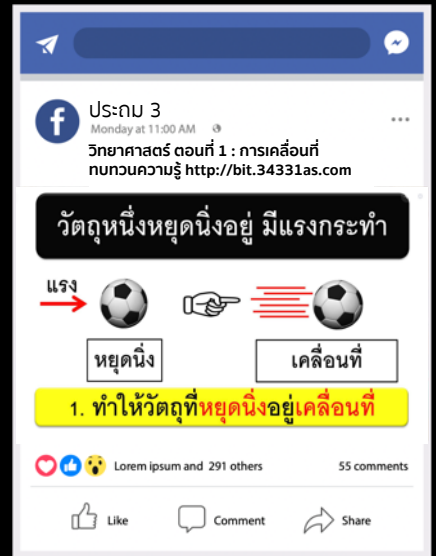 ประถม 3
Monday at 11:00 AM
วิทยาศาสตร์ ตอนที่ 1 : การเคลื่อนที่
ทบทวนความรู้ http://bit.34331as.com
วัตถุหนึ่งหยุดนิ่งอยู่ มีแรงกระทำ
แรง
หยุดนิ่ง
เคลื่อนที่
1. ทำให้วัตถุที่หยุดนิ่งอยู่เคลื่อนที่
Lorem ipsum and 291 others 55 comments
Like Comment Share